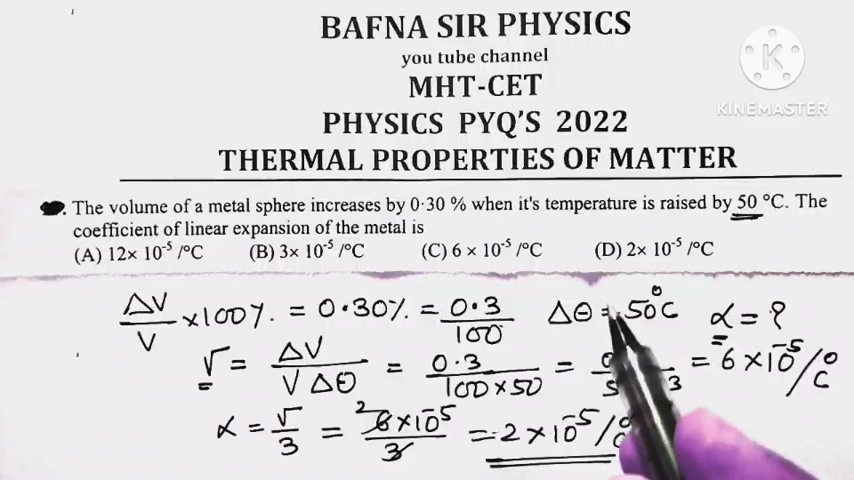 BAFNA SIR PHYSICS
you tube channel
MHT-CET
PHYSICS PYQ'S 2022
THERMAL PROPERTIES OF MATTER
KINEMASTER
The volume of a metal sphere increases by 0·30 % when it's temperature is raised by 50 °C. The
coefficient of linear expansion of the metal is
(A) 12× 10⁻⁵ /°C (B) 3× 10⁻⁵ /°C (C) 6 × 10⁻⁵ /°C (D) 2× 10⁻⁵ /°C
ΔV/V ×100%. = 0·30% = 0·3/100 Δθ = 50°C α = ?
r = ΔV/VΔθ = 0·3/100×50 = = 6×10⁻⁵/°C
α = r/3 = 6×10⁻⁵/3 = 2×10⁻⁵/°C